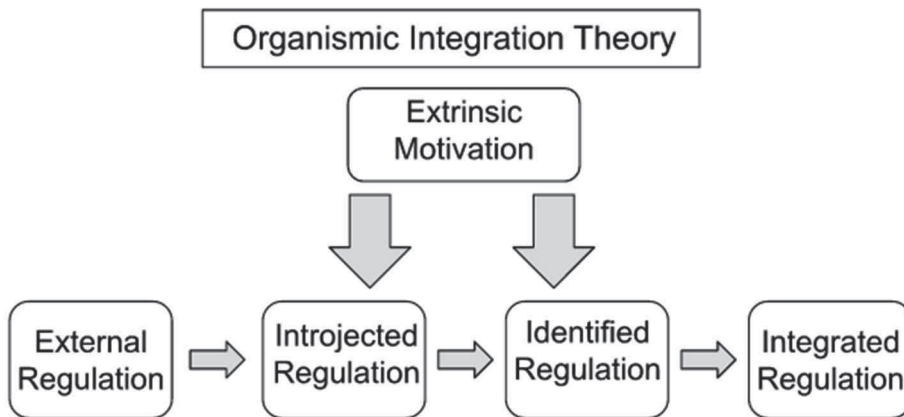 Organismic Integration Theory
Extrinsic
Motivation
External
Regulation
Introjected
Regulation
Identified
Regulation
Integrated
Regulation